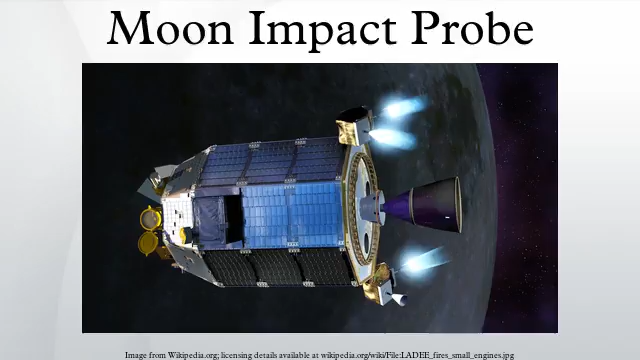 Moon Impact Probe
Image from Wikipedia.org; licensing details available at wikipedia.org/wiki/File:LADEE_fires_small_engines.jpg